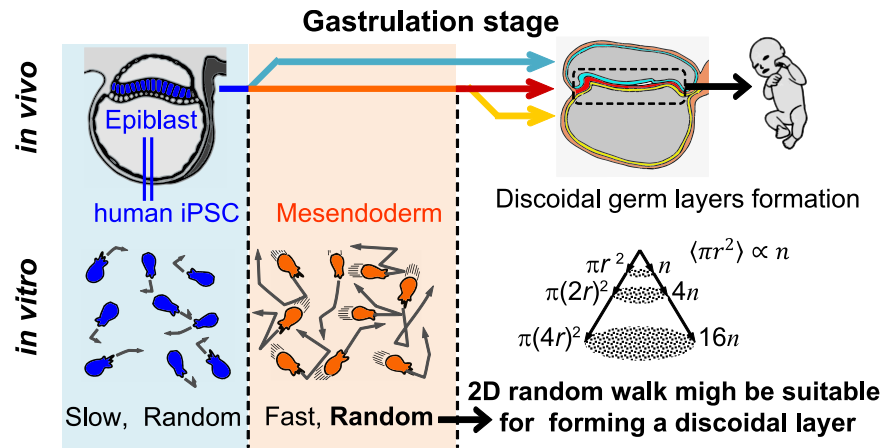 Gastrulation stage
in vivo
Epiblast
human iPSC
Mesendoderm
Discoidal germ layers formation
in vitro
πr² n ⟨πr²⟩ ∝ n
π(2r)² 4n
π(4r)² 16n
Slow, Random
Fast, Random
2D random walk migh be suitable
for forming a discoidal layer